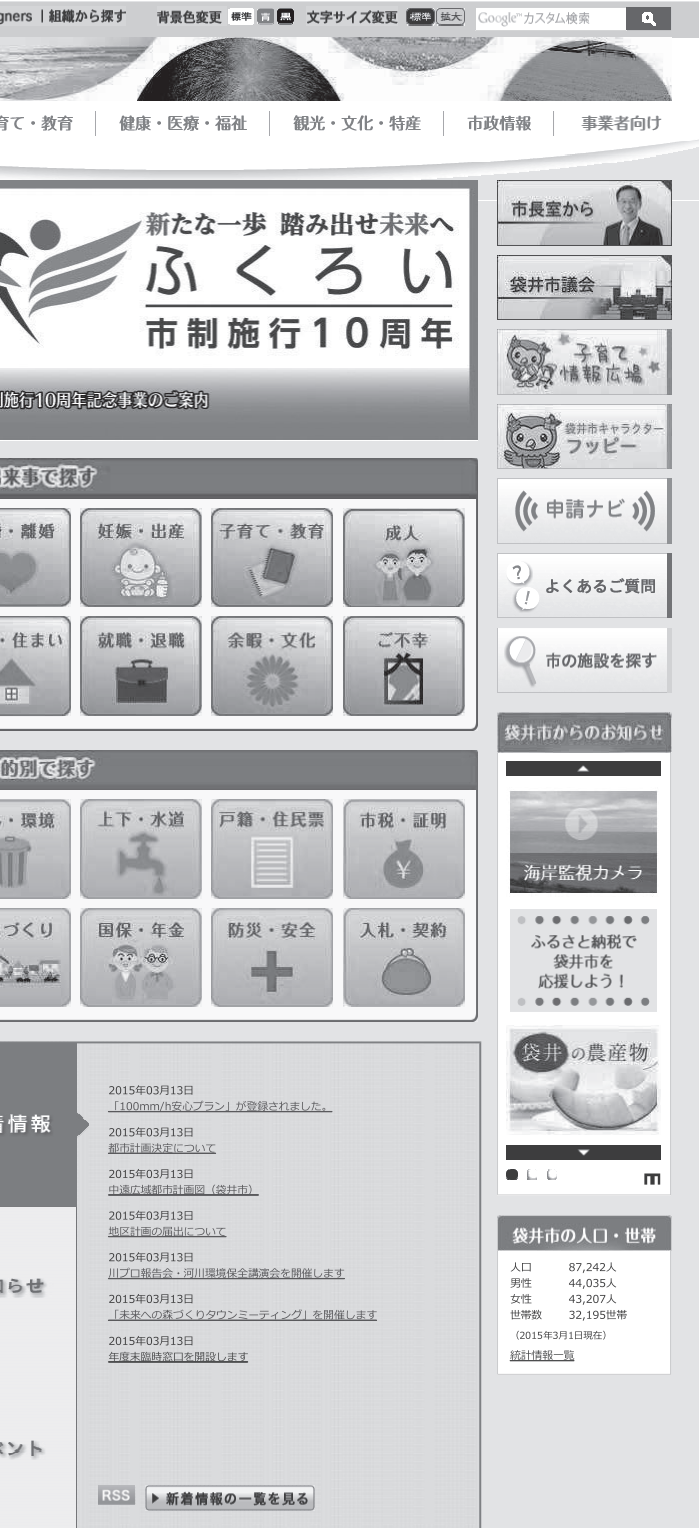 gners | 組織から探す 背景色変更 標準 青 黒 文字サイズ変更 標準 拡大 Google™カスタム検索
育て・教育 健康・医療・福祉 観光・文化・特産 市政情報 事業者向け
新たな一歩 踏み出せ未来へ
ふくろい
市制施行10周年
制施行10周年記念事業のご案内
市長室から
袋井市議会
子育て
情報広場
袋井市キャラクター
フッピー
申請ナビ
?
!
よくあるご質問
市の施設を探す
出来事で探す
・離婚 妊娠・出産 子育て・教育 成人
・住まい 就職・退職 余暇・文化 ご不幸
的別で探す
・環境 上下・水道 戸籍・住民票 市税・証明
¥
づくり 国保・年金 防災・安全 入札・契約
袋井市からのお知らせ
海岸監視カメラ
ふるさと納税で
袋井市を
応援しよう!
袋井の農産物
着情報
2015年03月13日
「100mm/h安心プラン」が登録されました。
2015年03月13日
都市計画決定について
2015年03月13日
中遠広域都市計画図（袋井市）
2015年03月13日
地区計画の届出について
2015年03月13日
川プロ報告会・河川環境保全講演会を開催します
2015年03月13日
「未来への森づくりタウンミーティング」を開催します
2015年03月13日
年度末臨時窓口を開設します
知らせ
ベント
RSS 新着情報の一覧を見る
袋井市の人口・世帯
人口 87,242人
男性 44,035人
女性 43,207人
世帯数 32,195世帯
（2015年3月1日現在）
統計情報一覧